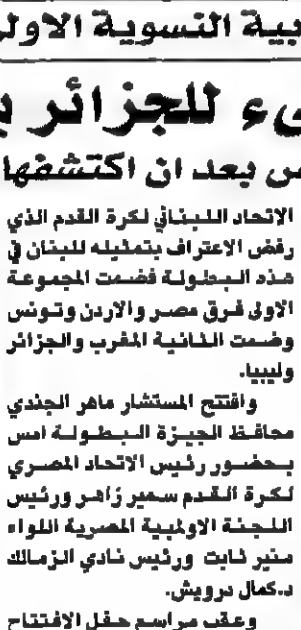 بية النسوية الاولى
ىء للجزائر ب
س بعد ان اكتشفها
الاتحاد اللبناني لكرة القدم الذي
رفض الاعتراف بتمثيله للبنان في
هذه البطولة فضمت المجموعة
الاولى فرق مصر والاردن وتونس
وضمت الثانية المغرب والجزائر
وليبيا.
وافتتح المستشار ماهر الجندي
محافظ الجيزة البطولة امس
بحضور رئيس الاتحاد المصري
لكرة القدم سمير زاهر ورئيس
اللجنة الاولمبية المصرية اللواء
منير ثابت ورئيس نادي الزمالك
د.كمال درويش.
وعقب مراسم حفل الافتتاح